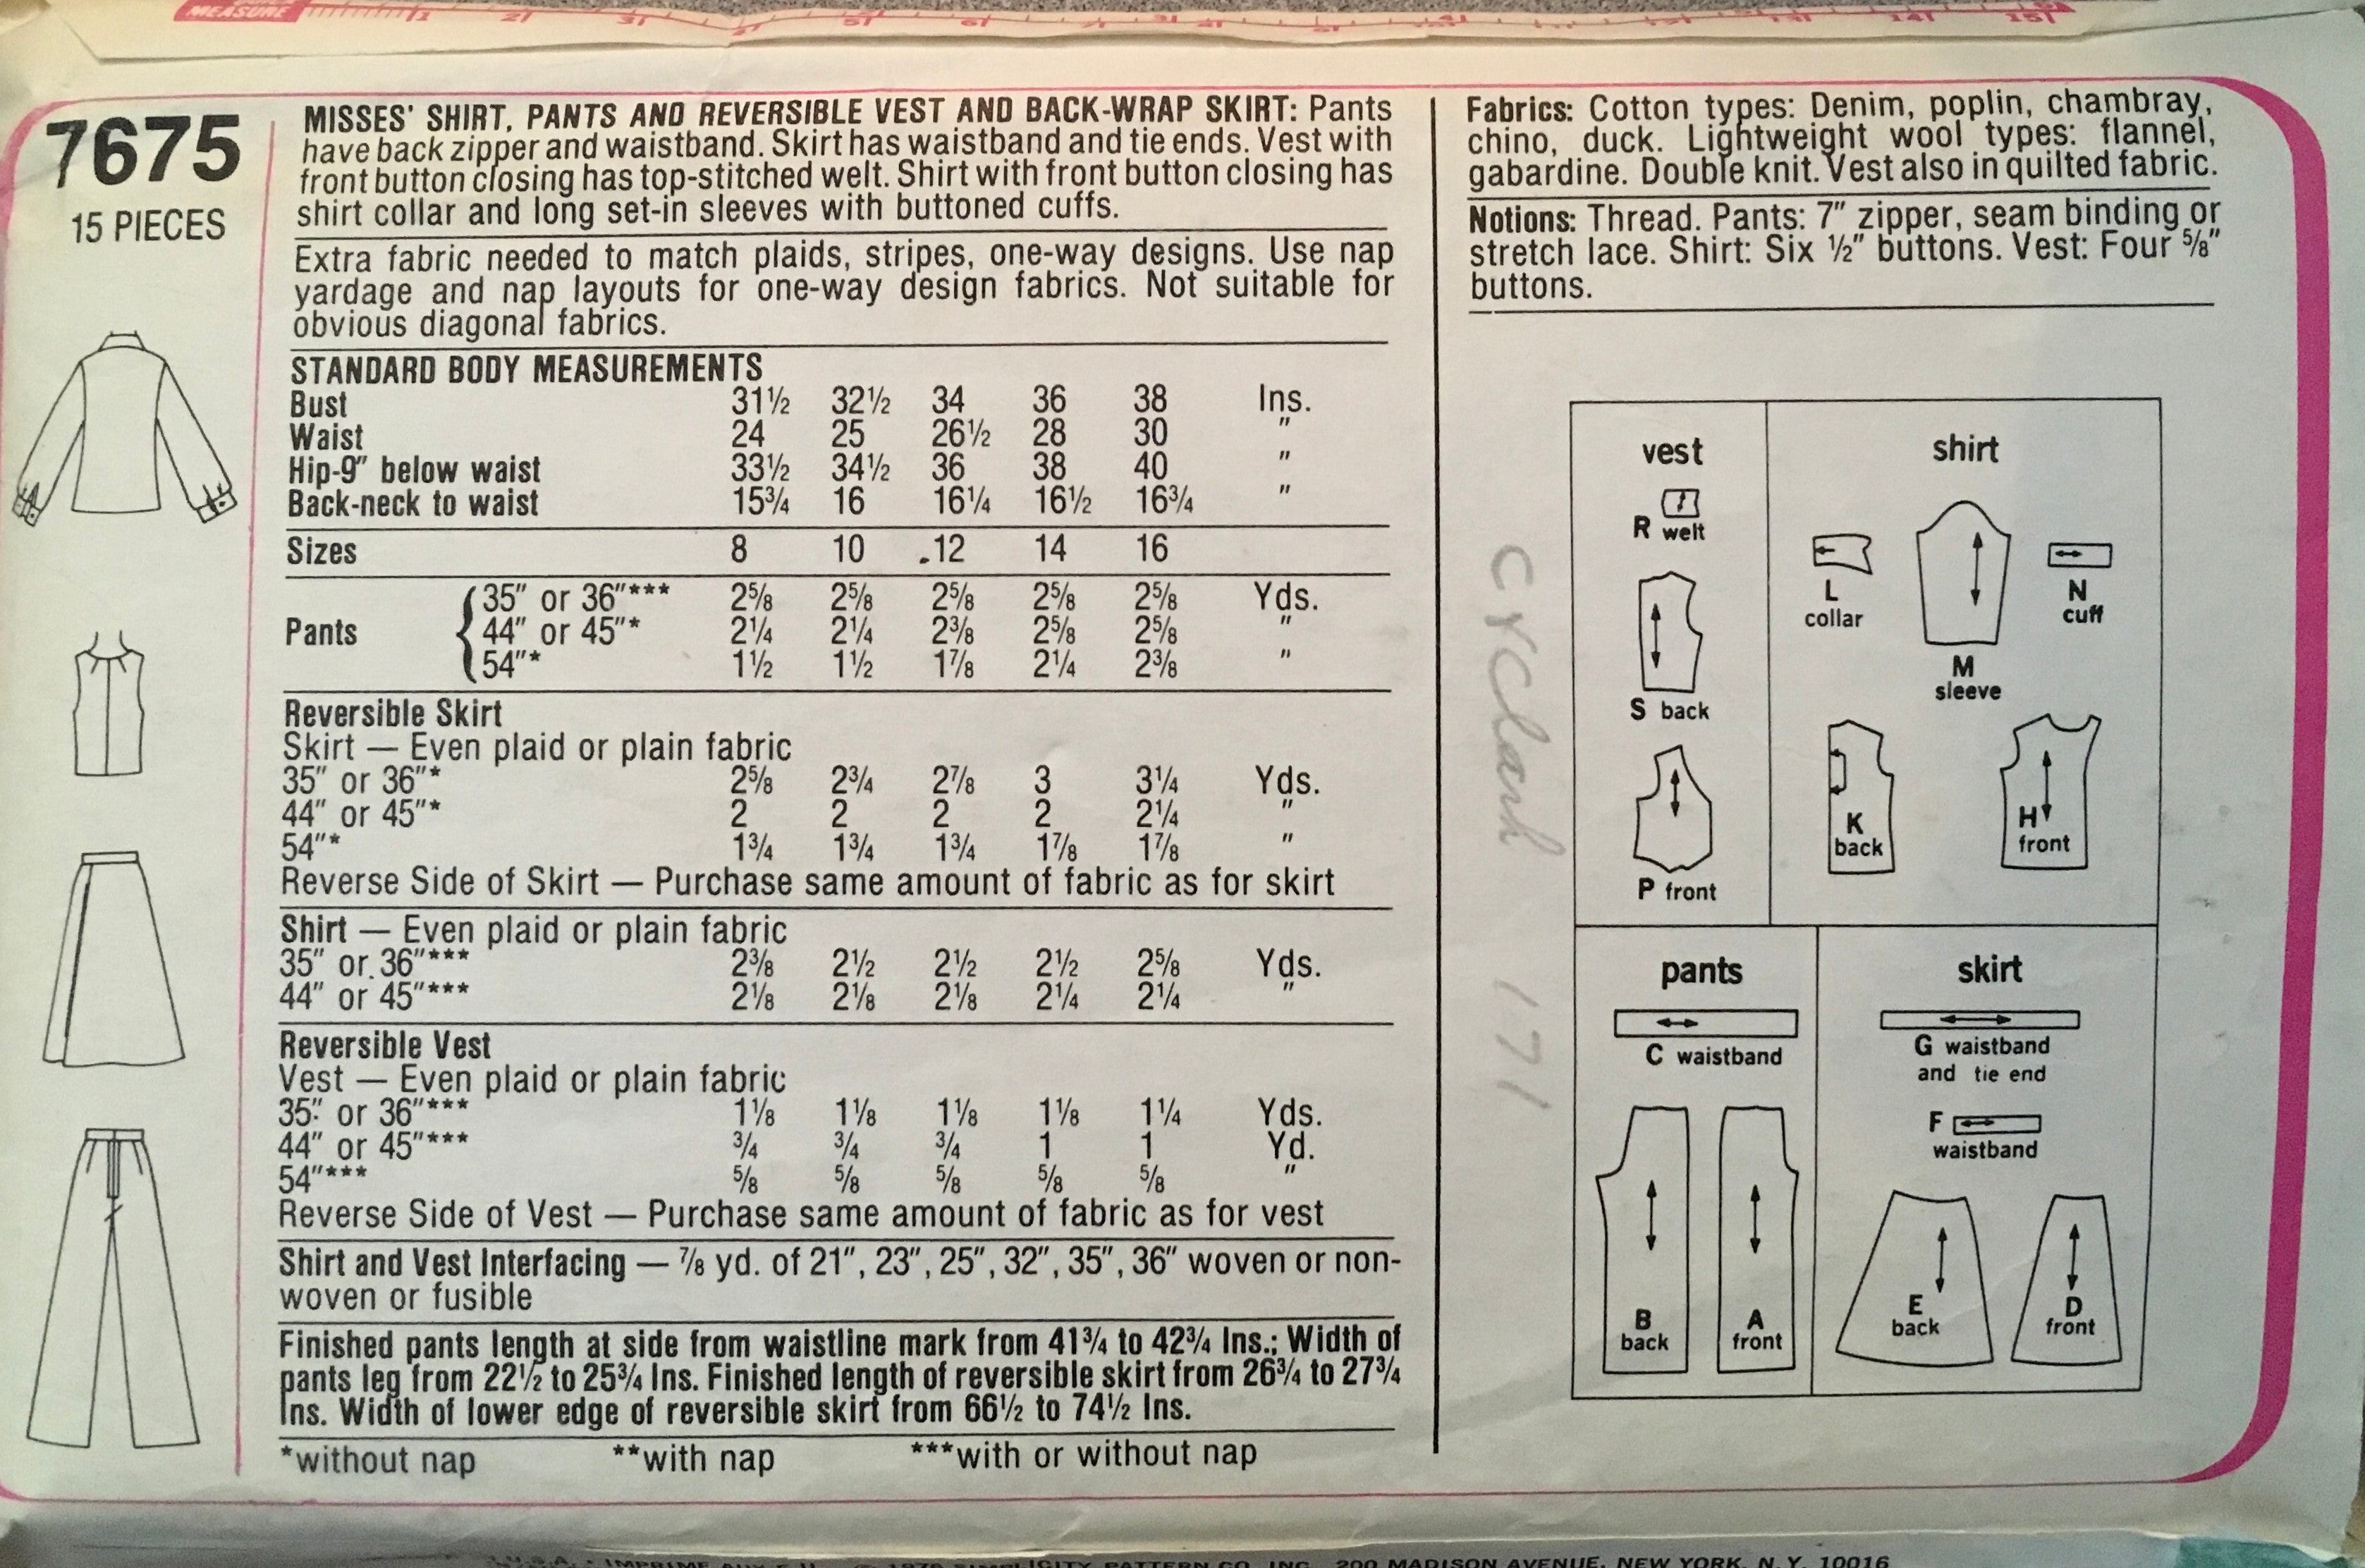 MEASURE
7675
15 PIECES
MISSES' SHIRT, PANTS AND REVERSIBLE VEST AND BACK-WRAP SKIRT: Pants
have back zipper and waistband. Skirt has waistband and tie ends. Vest with
front button closing has top-stitched welt. Shirt with front button closing has
shirt collar and long set-in sleeves with buttoned cuffs.
Extra fabric needed to match plaids, stripes, one-way designs. Use nap
yardage and nap layouts for one-way design fabrics. Not suitable for
obvious diagonal fabrics.
STANDARD BODY MEASUREMENTS
Bust 31½ 32½ 34 36 38 Ins.
Waist 24 25 26½ 28 30 "
Hip-9" below waist 33½ 34½ 36 38 40 "
Back-neck to waist 15¾ 16 16¼ 16½ 16¾ "
Sizes 8 10 .12 14 16
35" or 36"*** 2⅝ 2⅝ 2⅝ 2⅝ 2⅝ Yds.
Pants 44" or 45"* 2¼ 2¼ 2⅜ 2⅝ 2⅝ "
54"* 1½ 1½ 1⅞ 2¼ 2⅜ "
Reversible Skirt
Skirt — Even plaid or plain fabric
35" or 36"* 2⅝ 2¾ 2⅞ 3 3¼ Yds.
44" or 45"* 2 2 2 2 2¼ "
54"* 1¾ 1¾ 1¾ 1⅞ 1⅞ "
Reverse Side of Skirt — Purchase same amount of fabric as for skirt
Shirt — Even plaid or plain fabric
35" or 36"*** 2⅜ 2½ 2½ 2½ 2⅝ Yds.
44" or 45"*** 2⅛ 2⅛ 2⅛ 2¼ 2¼ "
Reversible Vest
Vest — Even plaid or plain fabric
35" or 36"*** 1⅛ 1⅛ 1⅛ 1⅛ 1¼ Yds.
44" or 45"*** ¾ ¾ ¾ 1 1 Yd.
54"*** ⅝ ⅝ ⅝ ⅝ ⅝ "
Reverse Side of Vest — Purchase same amount of fabric as for vest
Shirt and Vest Interfacing — ⅞ yd. of 21", 23", 25", 32", 35", 36" woven or non-
woven or fusible
Finished pants length at side from waistline mark from 41¾ to 42¾ Ins.; Width of
pants leg from 22½ to 25¾ Ins. Finished length of reversible skirt from 26¾ to 27¾
Ins. Width of lower edge of reversible skirt from 66½ to 74½ Ins.
*without nap **with nap ***with or without nap
Fabrics: Cotton types: Denim, poplin, chambray,
chino, duck. Lightweight wool types: flannel,
gabardine. Double knit. Vest also in quilted fabric.
Notions: Thread. Pants: 7" zipper, seam binding or
stretch lace. Shirt: Six ½" buttons. Vest: Four ⅝"
buttons.
171
vest
R welt
S back
P front
shirt
L
collar
M
sleeve
N
cuff
K
back
H
front
pants
C waistband
B
back
A
front
skirt
G waistband
and tie end
F
waistband
E
back
D
front
SIMPLICITY PATTERN CO. INC. 200 MADISON AVENUE, NEW YORK, N.Y. 10016